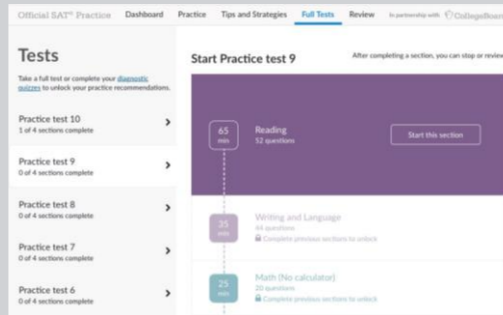 Official SAT® Practice
Dashboard
Practice
Tips and Strategies
Full Tests
Review
In partnership with CollegeBoard
Tests
Take a full test or complete your diagnostic
quizzes to unlock your practice recommendations.
Practice test 10
1 of 4 sections complete
Practice test 9
0 of 4 sections complete
Practice test 8
0 of 4 sections complete
Practice test 7
0 of 4 sections complete
Practice test 6
0 of 4 sections complete
Start Practice test 9
After completing a section, you can stop or review
65
min
Reading
52 questions
Start this section
35
min
Writing and Language
44 questions
Complete previous sections to unlock
25
min
Math (No calculator)
20 questions
Complete previous sections to unlock